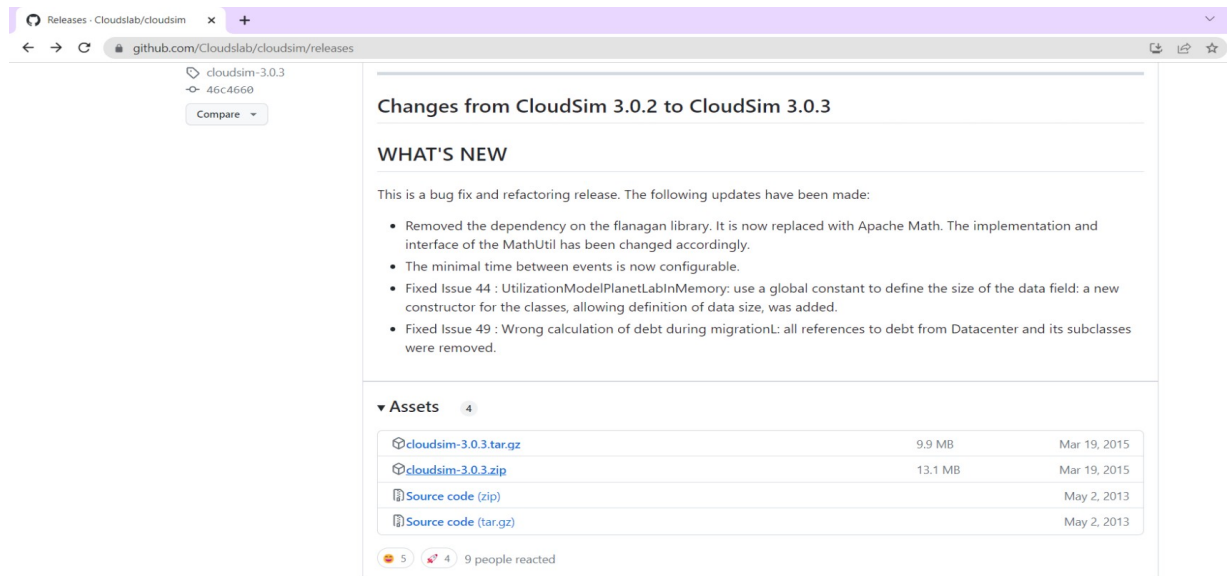 Releases · Cloudslab/cloudsim
github.com/Cloudslab/cloudsim/releases
cloudsim-3.0.3
46c4660
Compare
Changes from CloudSim 3.0.2 to CloudSim 3.0.3
WHAT'S NEW
This is a bug fix and refactoring release. The following updates have been made:
Removed the dependency on the flanagan library. It is now replaced with Apache Math. The implementation and
interface of the MathUtil has been changed accordingly.
The minimal time between events is now configurable.
Fixed Issue 44 : UtilizationModelPlanetLabInMemory: use a global constant to define the size of the data field: a new
constructor for the classes, allowing definition of data size, was added.
Fixed Issue 49 : Wrong calculation of debt during migrationL: all references to debt from Datacenter and its subclasses
were removed.
Assets 4
cloudsim-3.0.3.tar.gz 9.9 MB Mar 19, 2015
cloudsim-3.0.3.zip 13.1 MB Mar 19, 2015
Source code (zip) May 2, 2013
Source code (tar.gz) May 2, 2013
5 4 9 people reacted